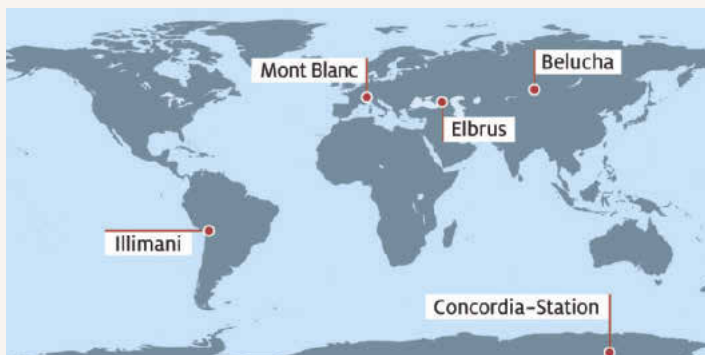 Belucha
Mont Blanc
Elbrus
Illimani
Concordia-Station